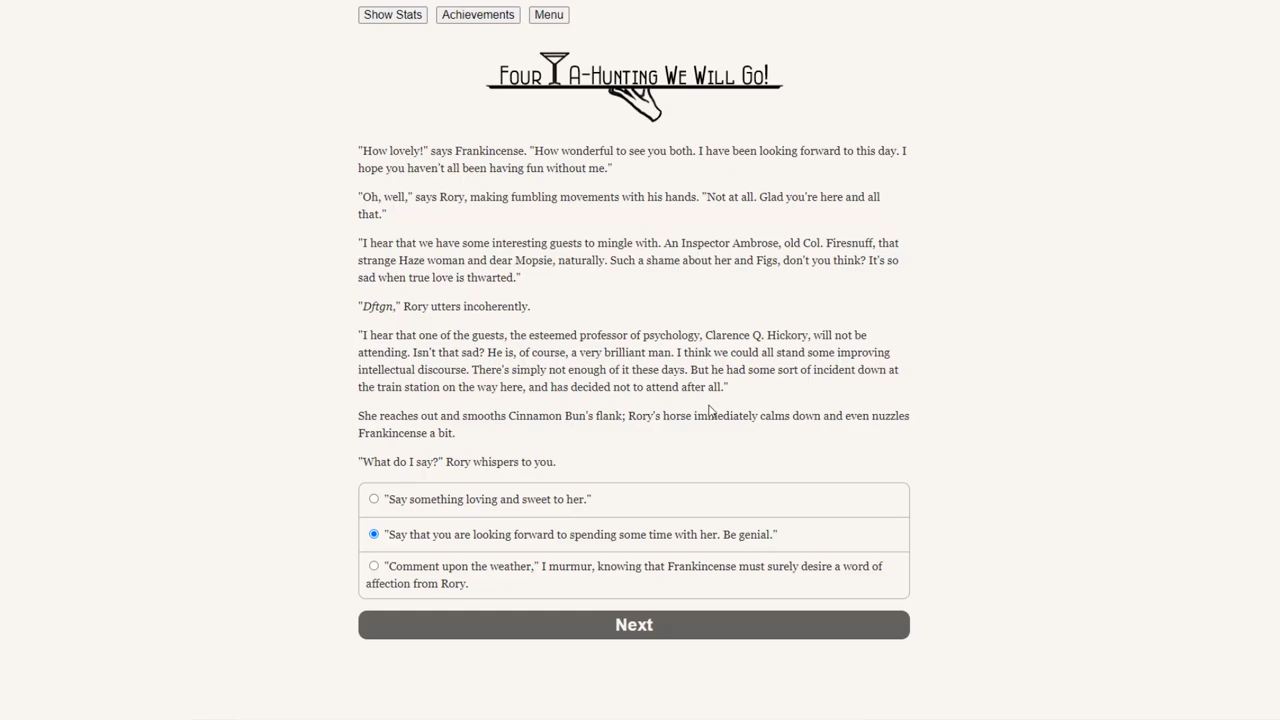 Show Stats Achievements Menu
Four A-Hunting We Will Go!
"How lovely!" says Frankincense. "How wonderful to see you both. I have been looking forward to this day. I
hope you haven't all been having fun without me."
"Oh, well," says Rory, making fumbling movements with his hands. "Not at all. Glad you're here and all
that."
"I hear that we have some interesting guests to mingle with. An Inspector Ambrose, old Col. Firesnuff, that
strange Haze woman and dear Mopsie, naturally. Such a shame about her and Figs, don't you think? It's so
sad when true love is thwarted."
"Dftgn," Rory utters incoherently.
"I hear that one of the guests, the esteemed professor of psychology, Clarence Q. Hickory, will not be
attending. Isn't that sad? He is, of course, a very brilliant man. I think we could all stand some improving
intellectual discourse. There's simply not enough of it these days. But he had some sort of incident down at
the train station on the way here, and has decided not to attend after all."
She reaches out and smooths Cinnamon Bun's flank; Rory's horse immediately calms down and even nuzzles
Frankincense a bit.
"What do I say?" Rory whispers to you.
"Say something loving and sweet to her."
"Say that you are looking forward to spending some time with her. Be genial."
"Comment upon the weather," I murmur, knowing that Frankincense must surely desire a word of
affection from Rory.
Next